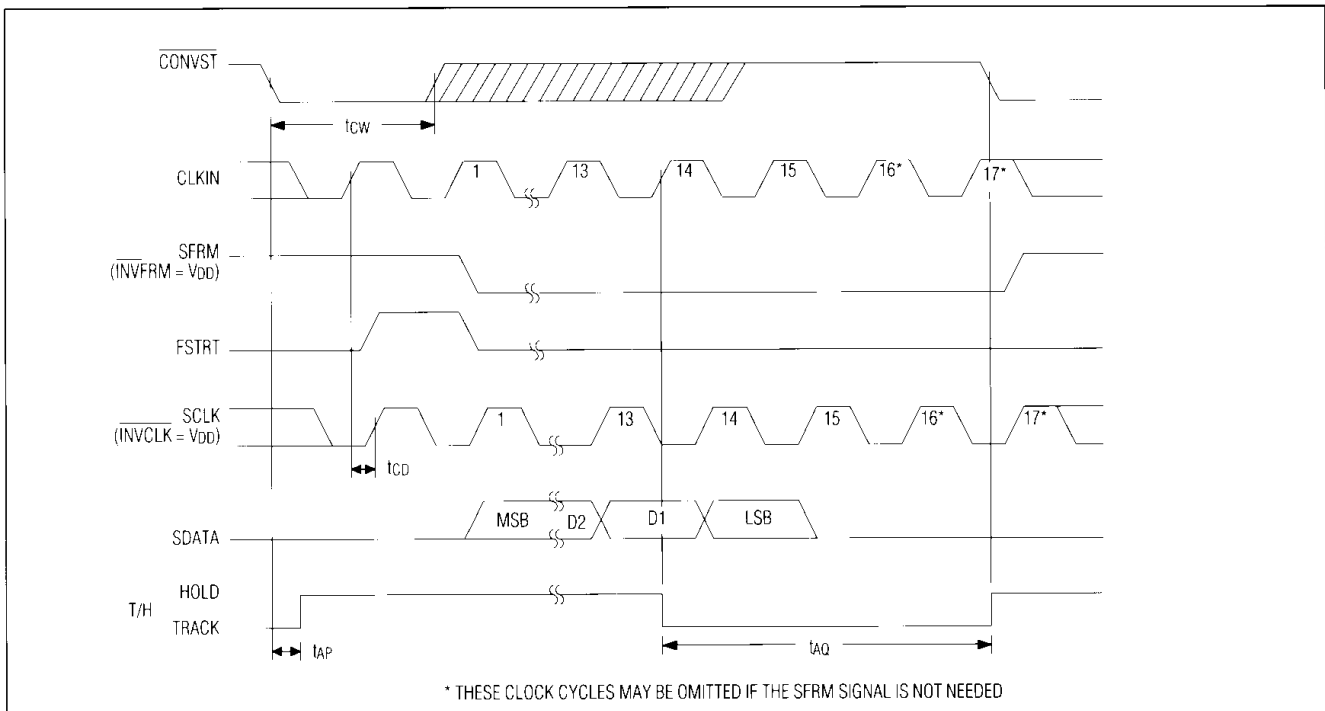 CONVST
tCW
CLKIN
1 13 14 15 16* 17*
SFRM
(INVFRM = VDD)
FSTRT
SCLK
(INVCLK = VDD)
1 13 14 15 16* 17*
tCD
SDATA
MSB D2 D1 LSB
HOLD
T/H
TRACK
tAP
tAQ
* THESE CLOCK CYCLES MAY BE OMITTED IF THE SFRM SIGNAL IS NOT NEEDED